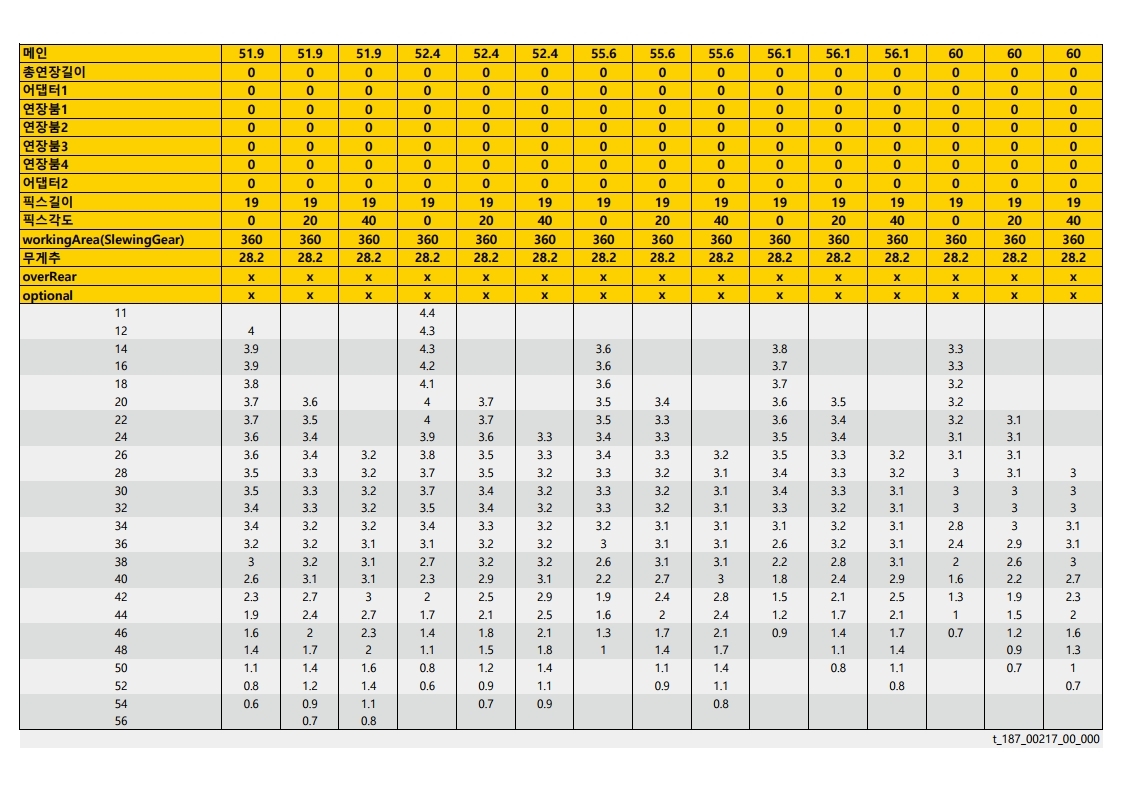 메인 51.9 51.9 51.9 52.4 52.4 52.4 55.6 55.6 55.6 56.1 56.1 56.1 60 60 60
총연장길이 0 0 0 0 0 0 0 0 0 0 0 0 0 0 0
어댑터1 0 0 0 0 0 0 0 0 0 0 0 0 0 0 0
연장붐1 0 0 0 0 0 0 0 0 0 0 0 0 0 0 0
연장붐2 0 0 0 0 0 0 0 0 0 0 0 0 0 0 0
연장붐3 0 0 0 0 0 0 0 0 0 0 0 0 0 0 0
연장붐4 0 0 0 0 0 0 0 0 0 0 0 0 0 0 0
어댑터2 0 0 0 0 0 0 0 0 0 0 0 0 0 0 0
픽스길이 19 19 19 19 19 19 19 19 19 19 19 19 19 19 19
픽스각도 0 20 40 0 20 40 0 20 40 0 20 40 0 20 40
workingArea(SlewingGear) 360 360 360 360 360 360 360 360 360 360 360 360 360 360 360
무게추 28.2 28.2 28.2 28.2 28.2 28.2 28.2 28.2 28.2 28.2 28.2 28.2 28.2 28.2 28.2
overRear x x x x x x x x x x x x x x x
optional x x x x x x x x x x x x x x x
11 4.4
12 4 4.3
14 3.9 4.3 3.6 3.8 3.3
16 3.9 4.2 3.6 3.7 3.3
18 3.8 4.1 3.6 3.7 3.2
20 3.7 3.6 4 3.7 3.5 3.4 3.6 3.5 3.2
22 3.7 3.5 4 3.7 3.5 3.3 3.6 3.4 3.2 3.1
24 3.6 3.4 3.9 3.6 3.3 3.4 3.3 3.5 3.4 3.1 3.1
26 3.6 3.4 3.2 3.8 3.5 3.3 3.4 3.3 3.2 3.5 3.3 3.2 3.1 3.1
28 3.5 3.3 3.2 3.7 3.5 3.2 3.3 3.2 3.1 3.4 3.3 3.2 3 3.1 3
30 3.5 3.3 3.2 3.7 3.4 3.2 3.3 3.2 3.1 3.4 3.3 3.1 3 3 3
32 3.4 3.3 3.2 3.5 3.4 3.2 3.3 3.2 3.1 3.3 3.2 3.1 3 3 3
34 3.4 3.2 3.2 3.4 3.3 3.2 3.2 3.1 3.1 3.1 3.2 3.1 2.8 3 3.1
36 3.2 3.2 3.1 3.1 3.2 3.2 3 3.1 3.1 2.6 3.2 3.1 2.4 2.9 3.1
38 3 3.2 3.1 2.7 3.2 3.2 2.6 3.1 3.1 2.2 2.8 3.1 2 2.6 3
40 2.6 3.1 3.1 2.3 2.9 3.1 2.2 2.7 3 1.8 2.4 2.9 1.6 2.2 2.7
42 2.3 2.7 3 2 2.5 2.9 1.9 2.4 2.8 1.5 2.1 2.5 1.3 1.9 2.3
44 1.9 2.4 2.7 1.7 2.1 2.5 1.6 2 2.4 1.2 1.7 2.1 1 1.5 2
46 1.6 2 2.3 1.4 1.8 2.1 1.3 1.7 2.1 0.9 1.4 1.7 0.7 1.2 1.6
48 1.4 1.7 2 1.1 1.5 1.8 1 1.4 1.7 1.1 1.4 0.9 1.3
50 1.1 1.4 1.6 0.8 1.2 1.4 1.1 1.4 0.8 1.1 0.7 1
52 0.8 1.2 1.4 0.6 0.9 1.1 0.9 1.1 0.8 0.7
54 0.6 0.9 1.1 0.7 0.9 0.8
56 0.7 0.8
t_187_00217_00_000